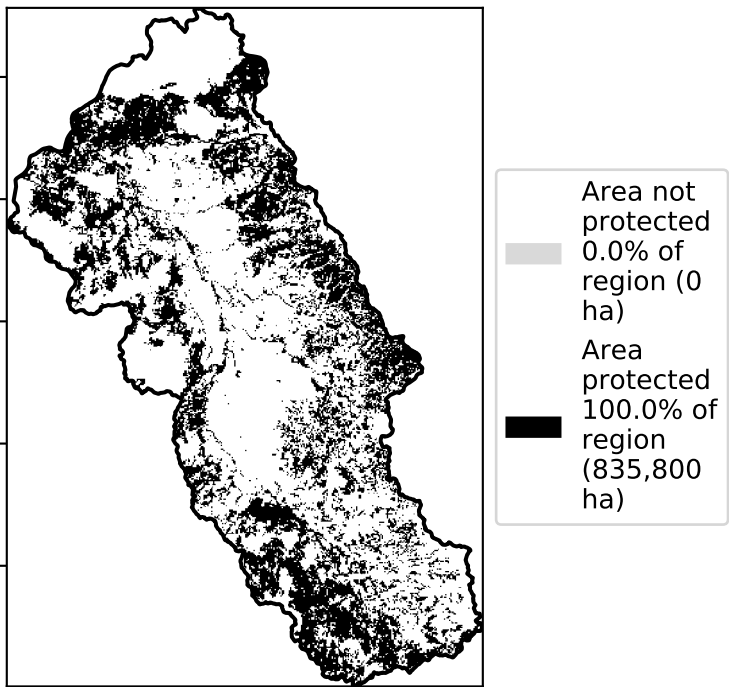 Area not
protected
0.0% of
region (0
ha)
Area
protected
100.0% of
region
(835,800
ha)